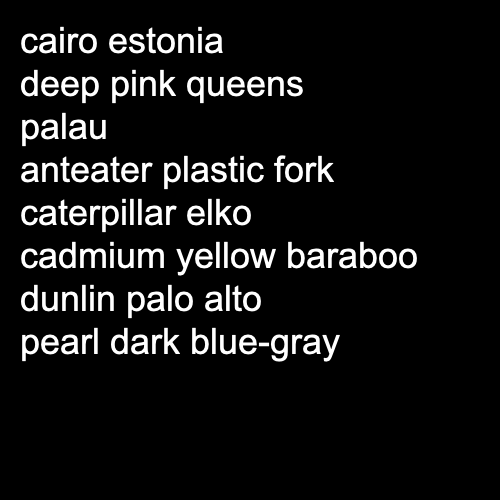 cairo estonia
deep pink queens
palau
anteater plastic fork
caterpillar elko
cadmium yellow baraboo
dunlin palo alto
pearl dark blue-gray